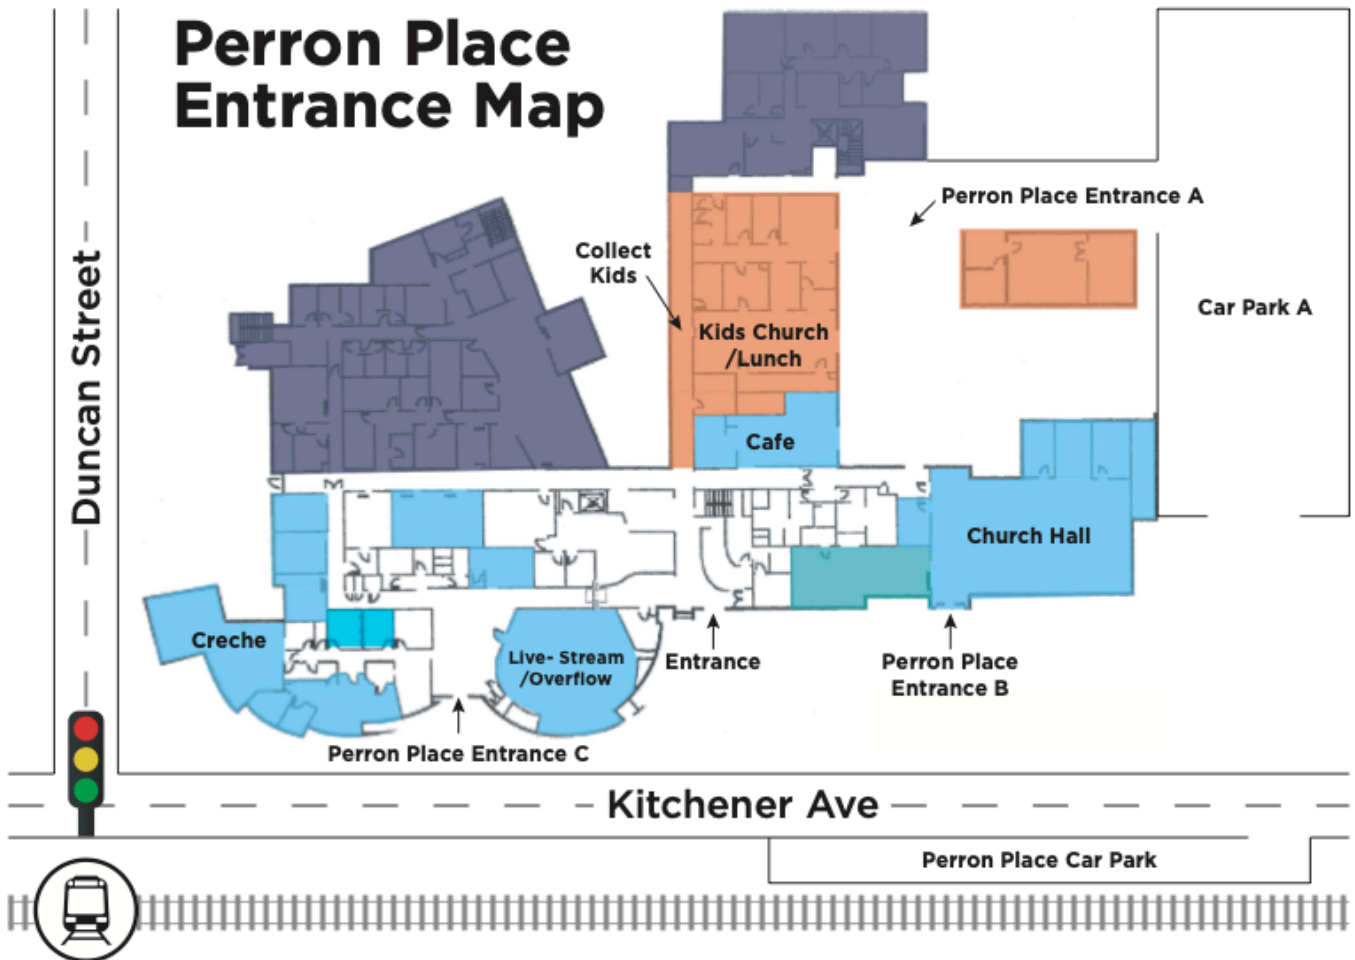 Perron Place
Entrance Map
Perron Place Entrance A
Collect
Kids
Car Park A
Kids Church
/Lunch
Duncan Street
Cafe
Church Hall
Creche
Live- Stream
/Overflow
Entrance
Perron Place
Entrance B
Perron Place Entrance C
Kitchener Ave
Perron Place Car Park